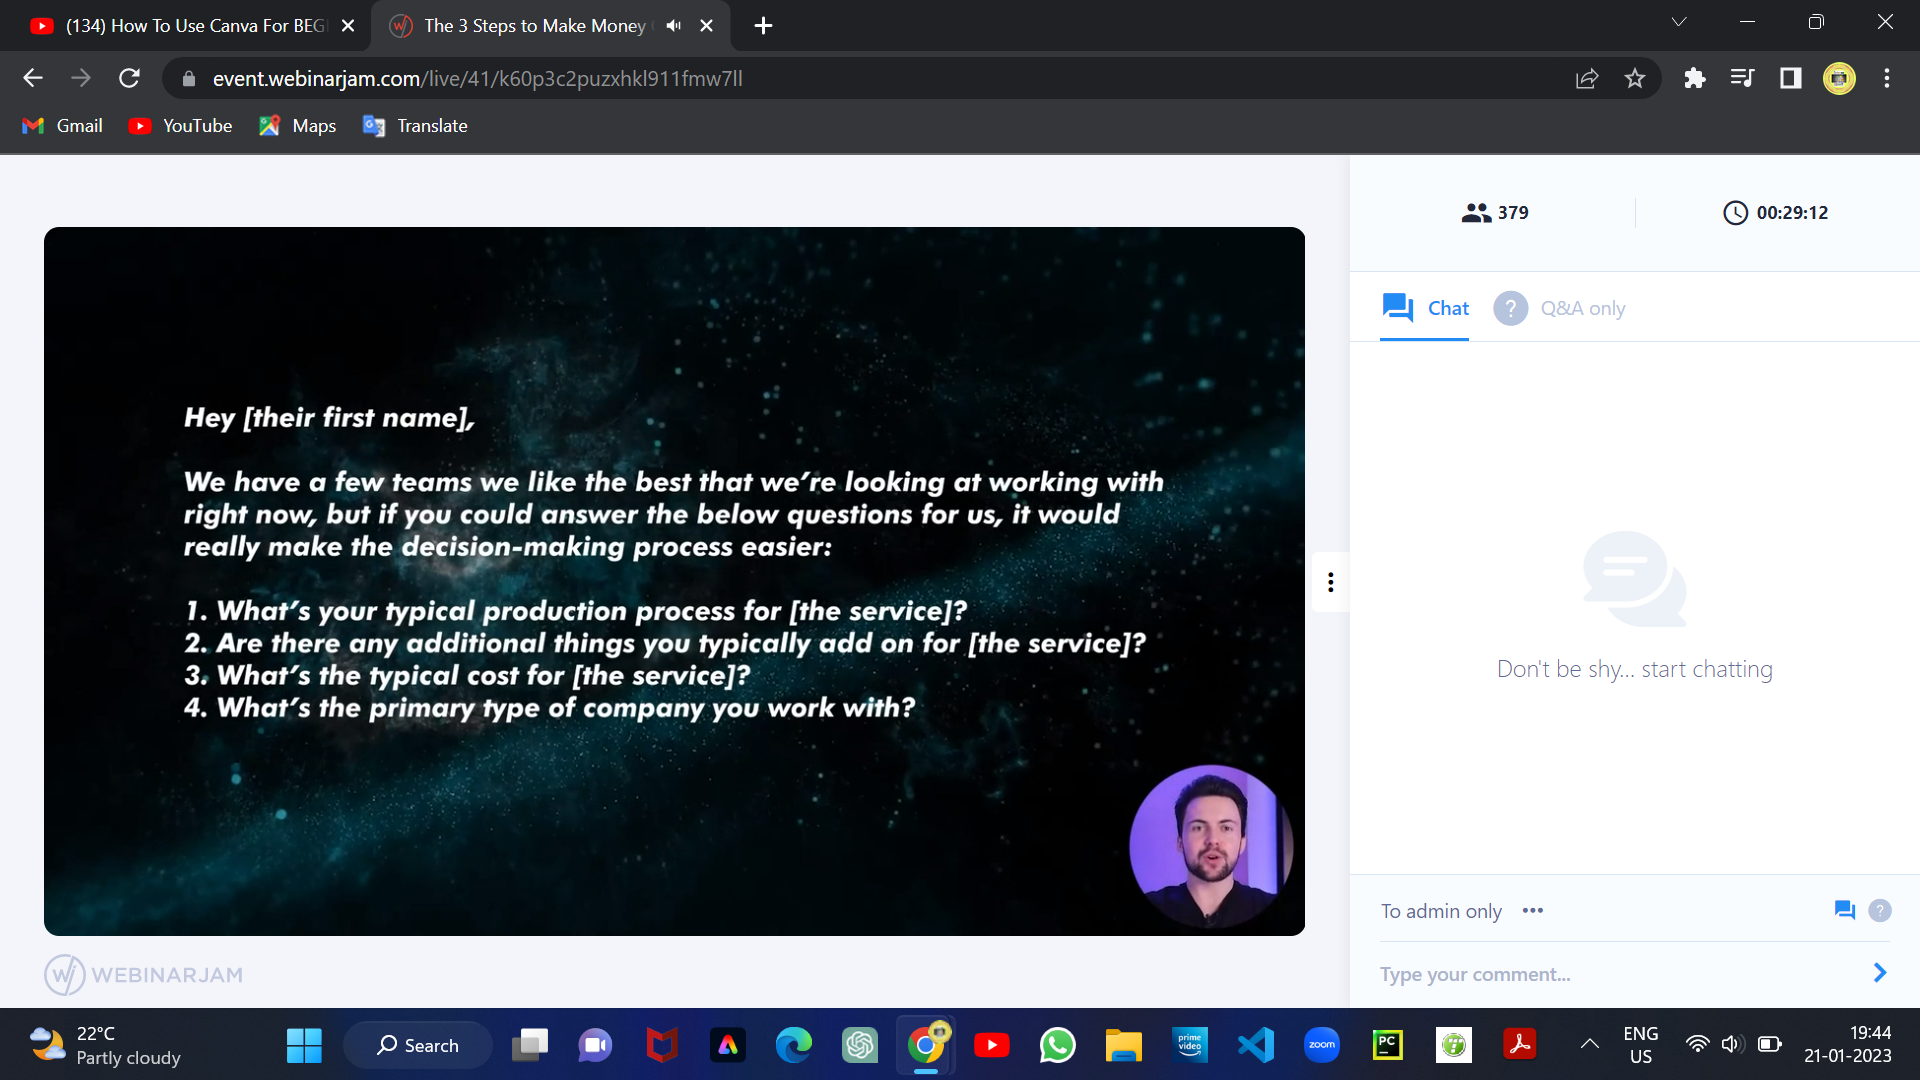 (134) How To Use Canva For BEG
The 3 Steps to Make Money
event.webinarjam.com/live/41/k60p3c2puzxhkl911fmw7ll
Gmail
YouTube
Maps
Translate
379
00:29:12
Chat
? Q&A only
Hey [their first name],
We have a few teams we like the best that we're looking at working with
right now, but if you could answer the below questions for us, it would
really make the decision-making process easier:
1. What's your typical production process for [the service]?
2. Are there any additional things you typically add on for [the service]?
3. What's the typical cost for [the service]?
4. What's the primary type of company you work with?
Don't be shy... start chatting
To admin only
?
WEBINARJAM
Type your comment...
22°C
Partly cloudy
Search
prime video
zoom
PC
ENG
US
19:44
21-01-2023